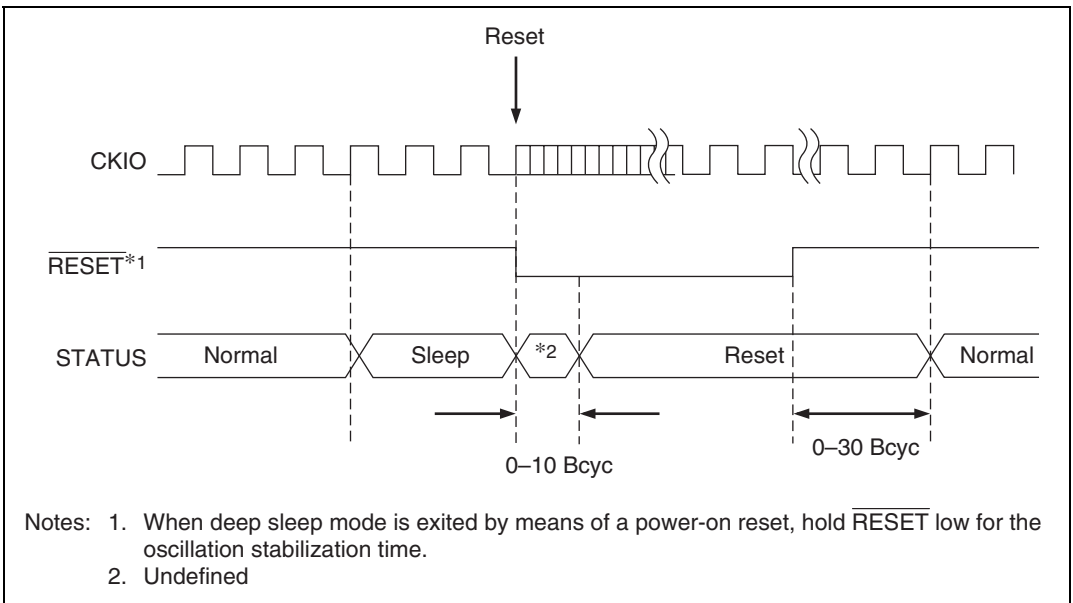 Reset
CKIO
RESET*1
STATUS Normal Sleep *2 Reset Normal
0–10 Bcyc
0–30 Bcyc
Notes: 1. When deep sleep mode is exited by means of a power-on reset, hold RESET low for the
oscillation stabilization time.
2. Undefined